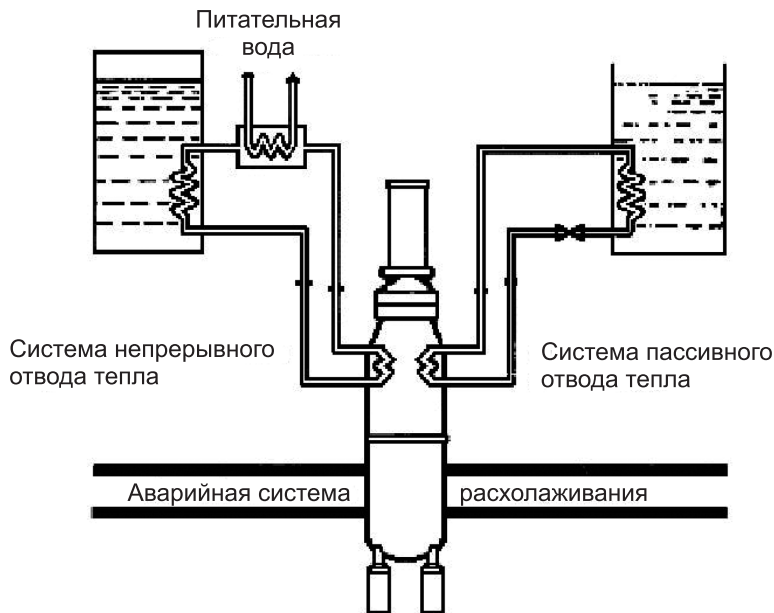 Питательная
вода
Система непрерывного
отвода тепла
Система пассивного
отвода тепла
Аварийная система расхолаживания